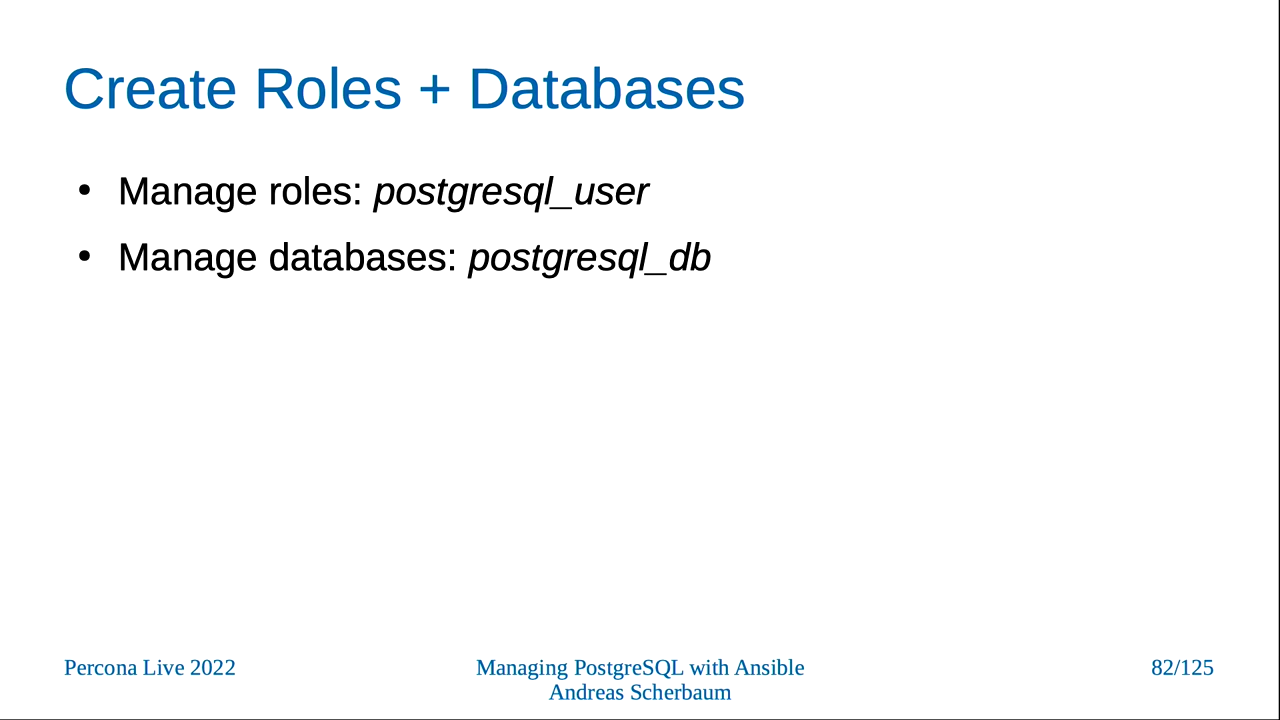 Create Roles + Databases
• Manage roles: postgresql_user
• Manage databases: postgresql_db
Percona Live 2022
Managing PostgreSQL with Ansible
Andreas Scherbaum
82/125